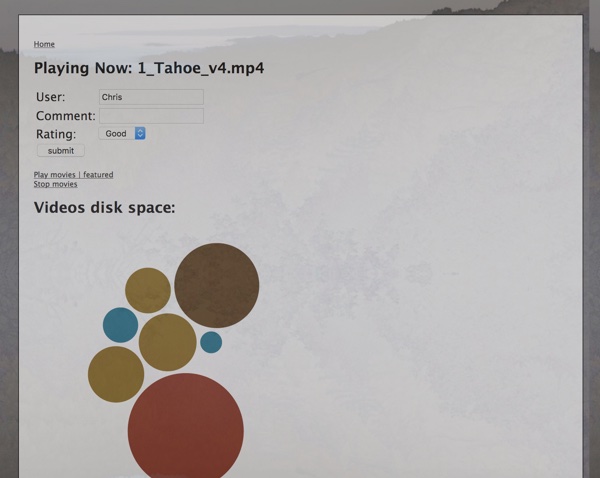 Home
Playing Now: 1_Tahoe_v4.mp4
User: Chris
Comment:
Rating: Good
submit
Play movies | featured
Stop movies
Videos disk space: